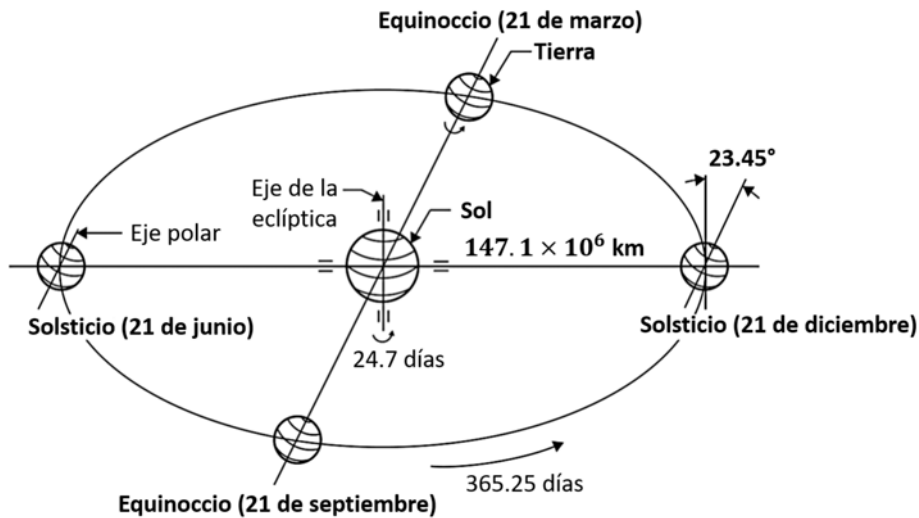 Equinoccio (21 de marzo)
Tierra
23.45°
Eje de la
eclíptica
Sol
Eje polar
147.1 × 10⁶ km
Solsticio (21 de junio)
Solsticio (21 de diciembre)
24.7 días
365.25 días
Equinoccio (21 de septiembre)